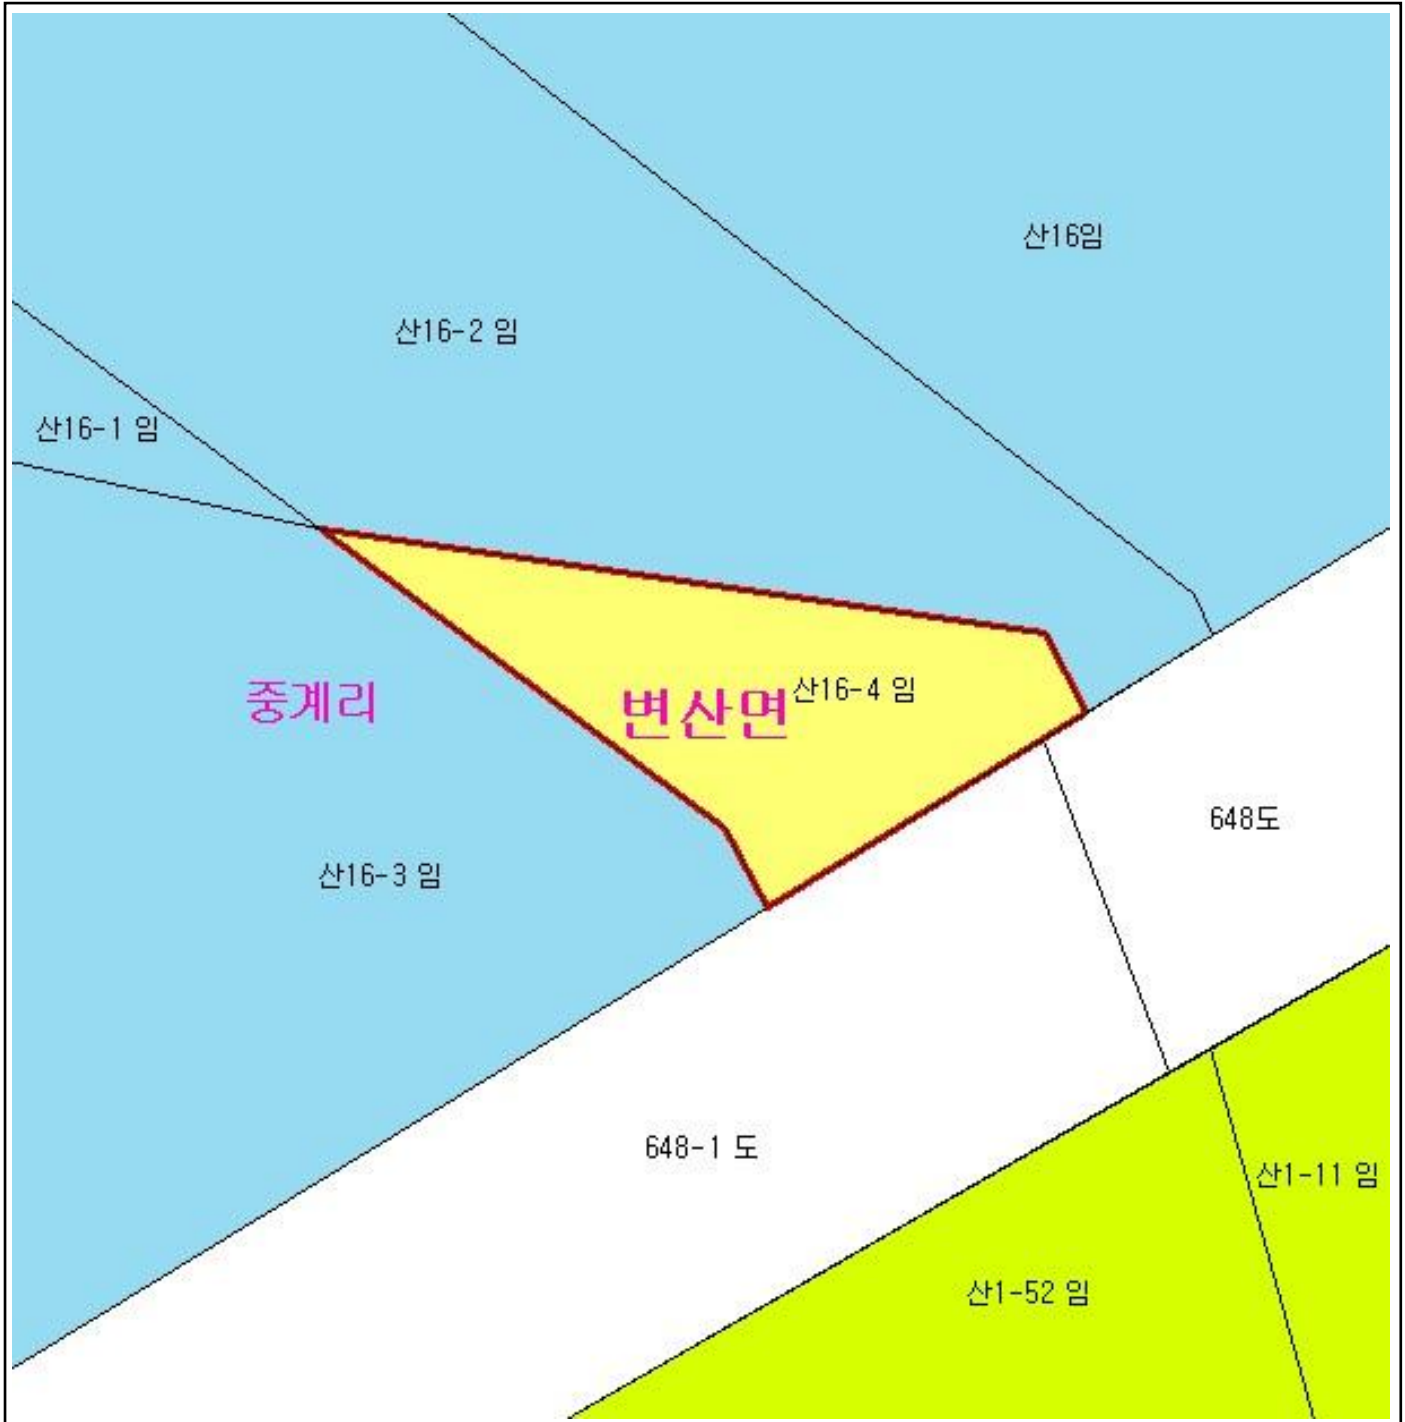 산16임
산16-2 임
산16-1 임
산16-4 임
중계리
변산면
648도
산16-3 임
648-1 도
산1-11 임
산1-52 임